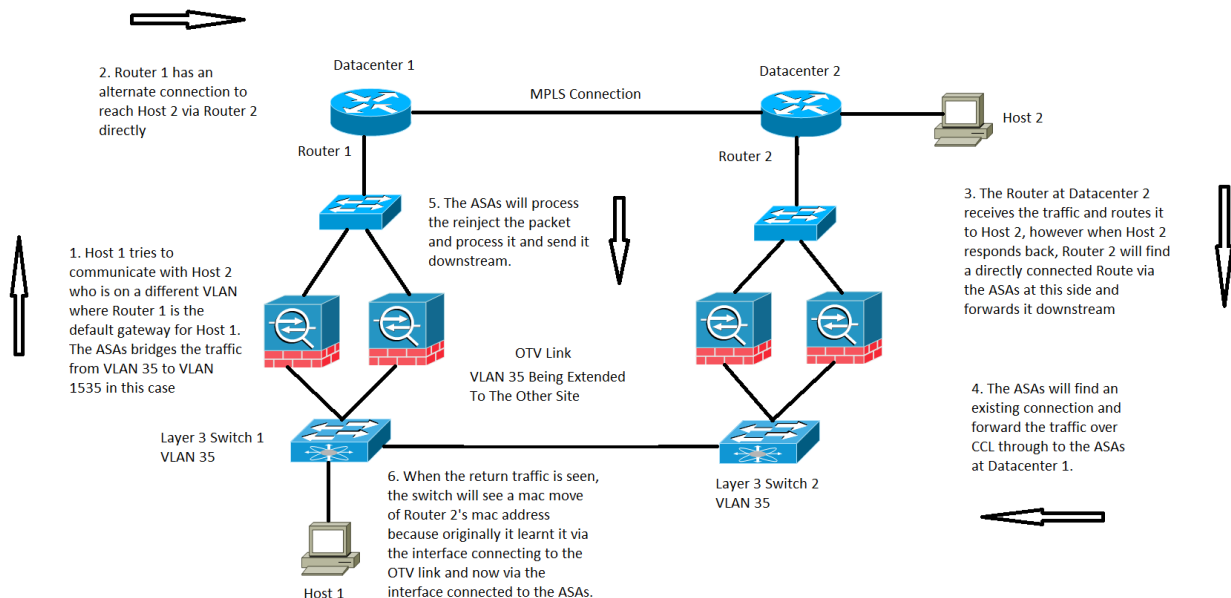 Datacenter 1
Datacenter 2
2. Router 1 has an
alternate connection to
reach Host 2 via Router 2
directly
MPLS Connection
Host 2
Router 1
Router 2
5. The ASAs will process
the reinject the packet
and process it and send it
downstream.
3. The Router at Datacenter 2
receives the traffic and routes it
to Host 2, however when Host 2
responds back, Router 2 will find
a directly connected Route via
the ASAs at this side and
forwards it downstream
1. Host 1 tries to
communicate with Host 2
who is on a different VLAN
where Router 1 is the
default gateway for Host 1.
The ASAs bridges the traffic
from VLAN 35 to VLAN
1535 in this case
OTV Link
VLAN 35 Being Extended
To The Other Site
4. The ASAs will find an
existing connection and
forward the traffic over
CCL through to the ASAs
at Datacenter 1.
Layer 3 Switch 1
VLAN 35
Layer 3 Switch 2
VLAN 35
6. When the return traffic is seen,
the switch will see a mac move
of Router 2's mac address
because originally it learnt it via
the interface connecting to the
OTV link and now via the
interface connected to the ASAs.
Host 1